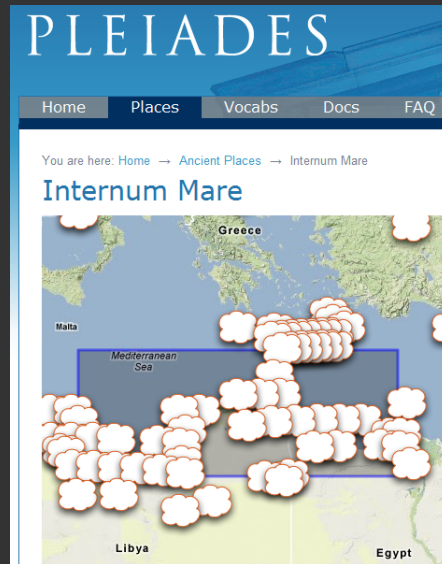 PLEIADES
Home Places Vocabs Docs FAQ
You are here: Home → Ancient Places → Internum Mare
Internum Mare
Greece
Malta
Mediterranean
Sea
Libya
Egypt